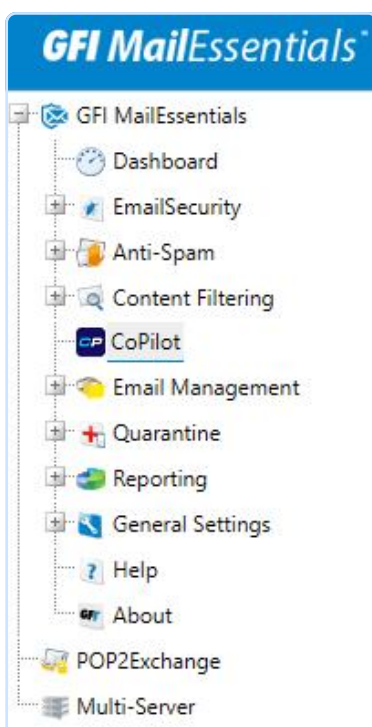 GFI MailEssentials™
GFI MailEssentials
Dashboard
EmailSecurity
Anti-Spam
Content Filtering
CP CoPilot
Email Management
Quarantine
Reporting
General Settings
? Help
GFI About
POP2Exchange
Multi-Server